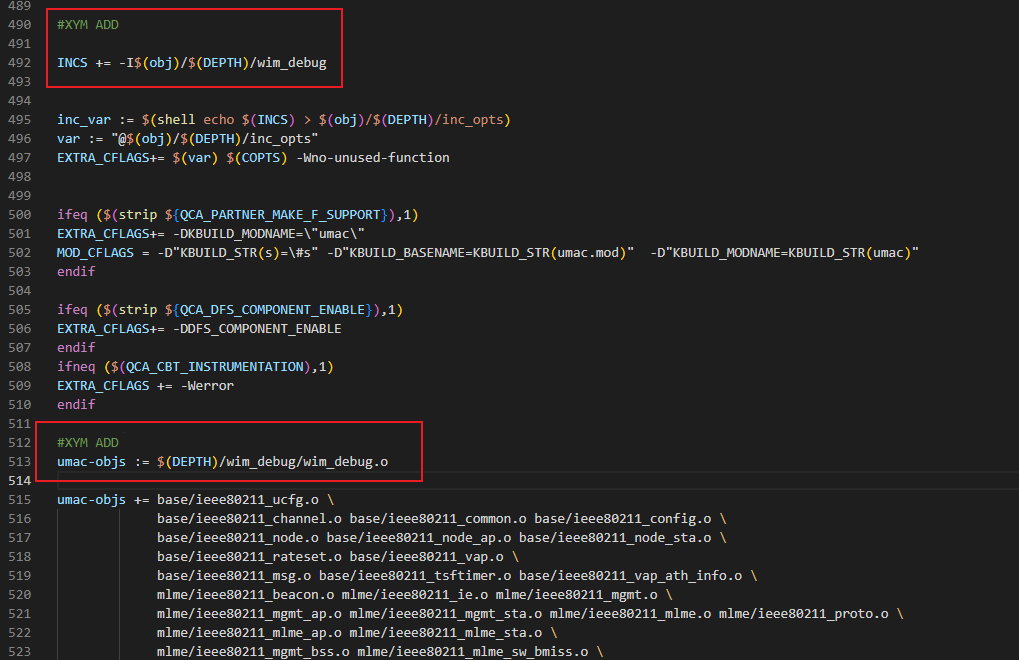 489
490 #XYM ADD
491
492 INCS += -I$(obj)/$(DEPTH)/wim_debug
493
494
495 inc_var := $(shell echo $(INCS) > $(obj)/$(DEPTH)/inc_opts)
496 var := "@$(obj)/$(DEPTH)/inc_opts"
497 EXTRA_CFLAGS+= $(var) $(COPTS) -Wno-unused-function
498
499
500 ifeq ($(strip ${QCA_PARTNER_MAKE_F_SUPPORT}),1)
501 EXTRA_CFLAGS+= -DKBUILD_MODNAME=\"umac\"
502 MOD_CFLAGS = -D"KBUILD_STR(s)=\#s" -D"KBUILD_BASENAME=KBUILD_STR(umac.mod)"  -D"KBUILD_MODNAME=KBUILD_STR(umac)"
503 endif
504
505 ifeq ($(strip ${QCA_DFS_COMPONENT_ENABLE}),1)
506 EXTRA_CFLAGS+= -DDFS_COMPONENT_ENABLE
507 endif
508 ifneq ($(QCA_CBT_INSTRUMENTATION),1)
509 EXTRA_CFLAGS += -Werror
510 endif
511
512 #XYM ADD
513 umac-objs := $(DEPTH)/wim_debug/wim_debug.o
514
515 umac-objs += base/ieee80211_ucfg.o \
516 base/ieee80211_channel.o base/ieee80211_common.o base/ieee80211_config.o \
517 base/ieee80211_node.o base/ieee80211_node_ap.o base/ieee80211_node_sta.o \
518 base/ieee80211_rateset.o base/ieee80211_vap.o \
519 base/ieee80211_msg.o base/ieee80211_tsftimer.o base/ieee80211_vap_ath_info.o \
520 mlme/ieee80211_beacon.o mlme/ieee80211_ie.o mlme/ieee80211_mgmt.o \
521 mlme/ieee80211_mgmt_ap.o mlme/ieee80211_mgmt_sta.o mlme/ieee80211_mlme.o mlme/ieee80211_proto.o \
522 mlme/ieee80211_mlme_ap.o mlme/ieee80211_mlme_sta.o \
523 mlme/ieee80211_mgmt_bss.o mlme/ieee80211_mlme_sw_bmiss.o \